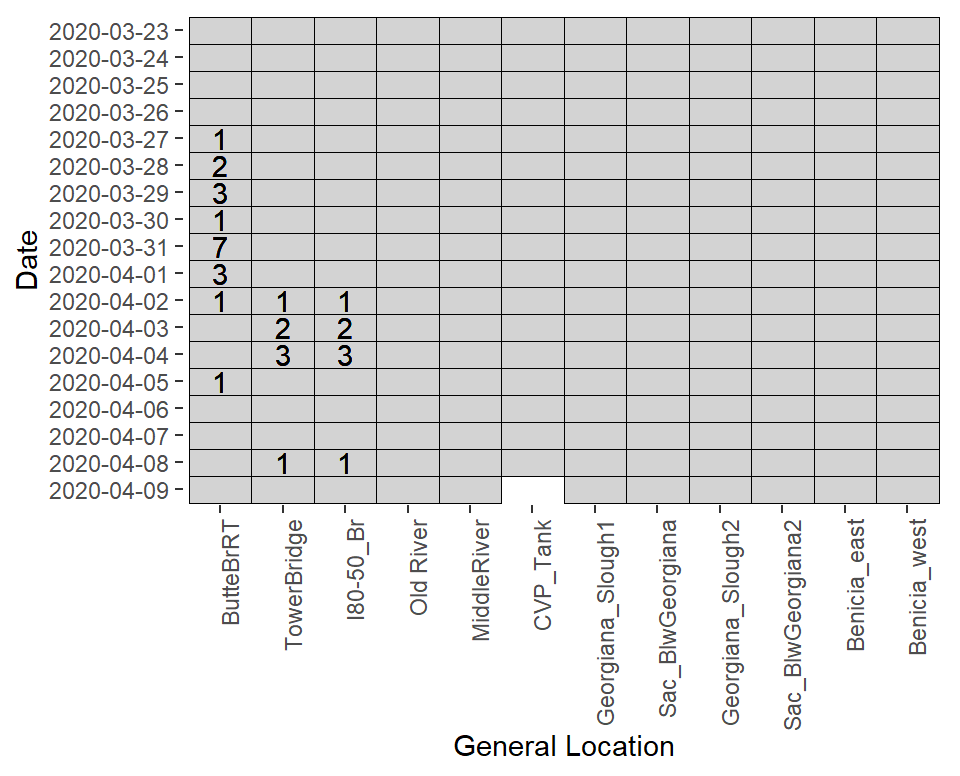 2020-03-23
2020-03-24
2020-03-25
2020-03-26
2020-03-27 1
2020-03-28 2
2020-03-29 3
2020-03-30 1
2020-03-31 7
2020-04-01 3
2020-04-02 1 1 1
2020-04-03 2 2
2020-04-04 3 3
2020-04-05 1
2020-04-06
2020-04-07
2020-04-08 1 1
2020-04-09
Date
ButteBrRT
TowerBridge
I80-50_Br
Old River
MiddleRiver
CVP_Tank
Georgiana_Slough1
Sac_BlwGeorgiana
Georgiana_Slough2
Sac_BlwGeorgiana2
Benicia_east
Benicia_west
General Location